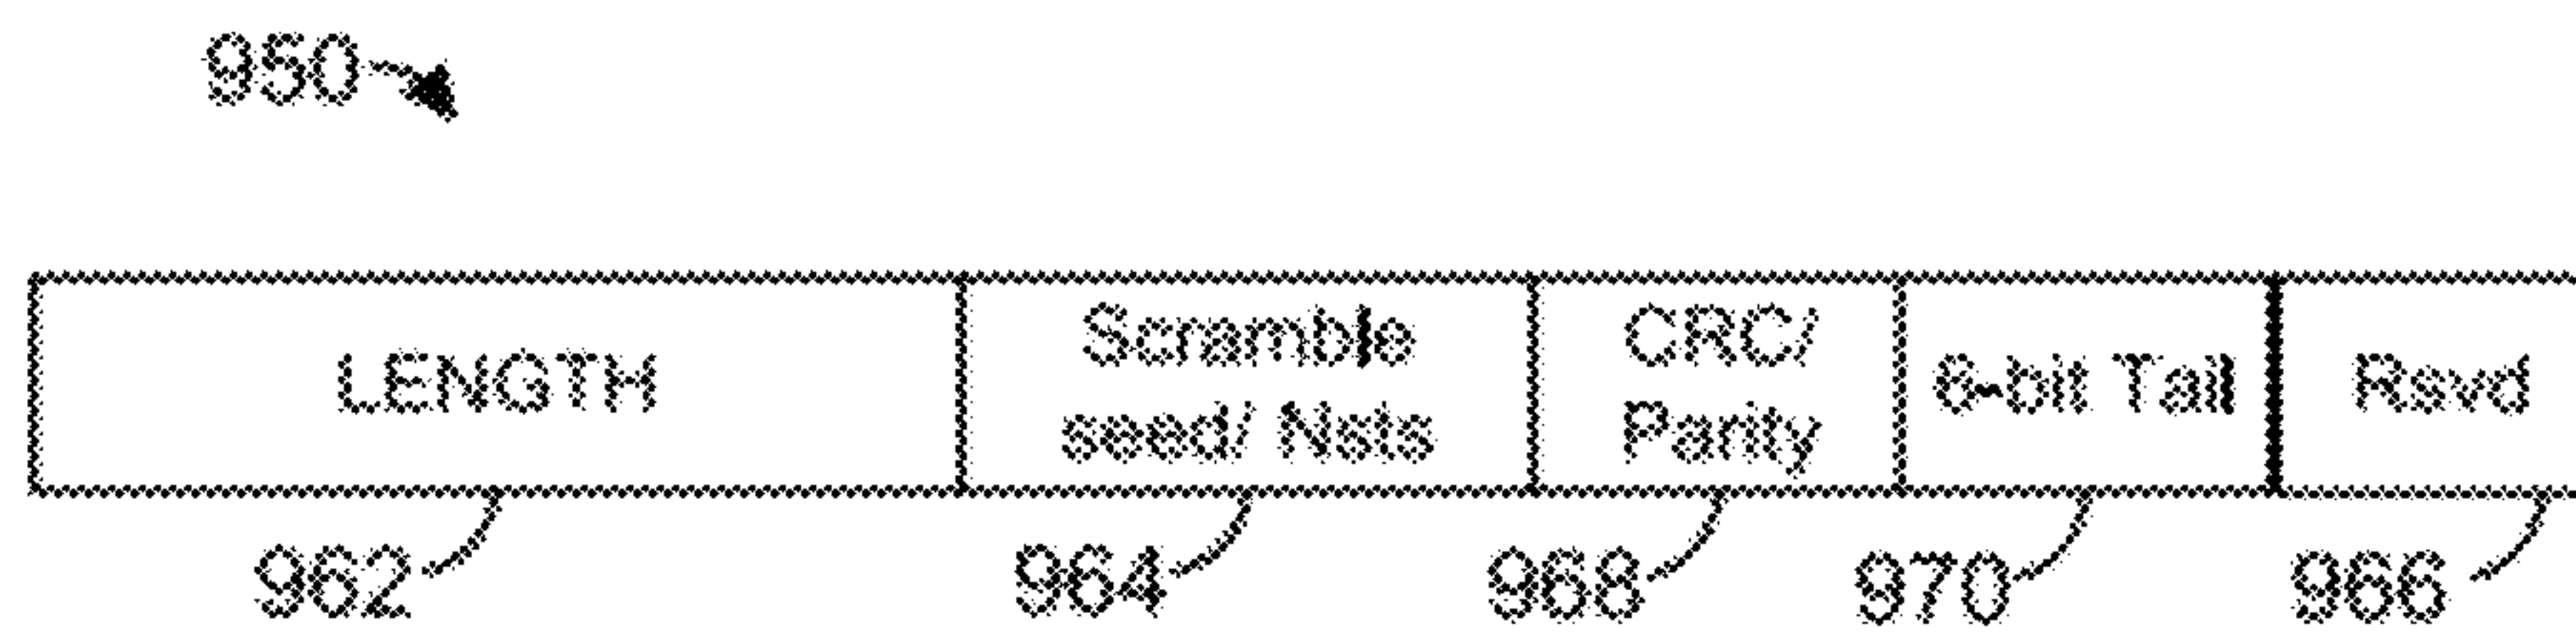 950
LENGTH
Scramble
seed/ Nsts
CRC/
Parity
6-bit Tail
Rsvd
962
964
968
970
966